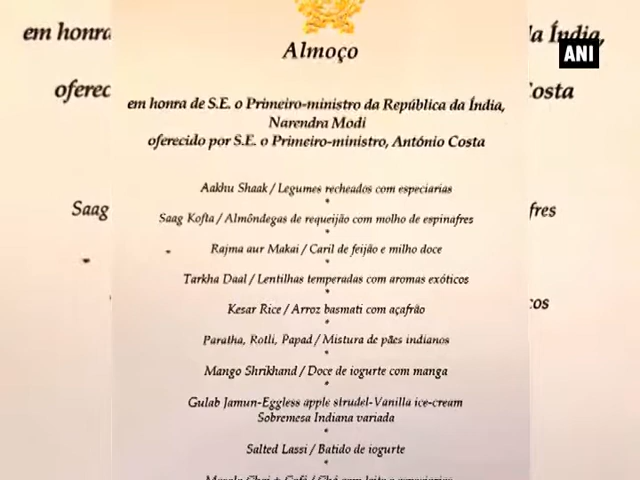 em honra
da Índia,
ANI
oferec
Costa
Saag
fres
cos
Almoço
em honra de S.E. o Primeiro-ministro da República da Índia,
Narendra Modi
oferecido por S.E. o Primeiro-ministro, António Costa
Aakhu Shaak / Legumes recheados com especiarias
*
Saag Kofta / Almôndegas de requeijão com molho de espinafres
*
Rajma aur Makai / Caril de feijão e milho doce
*
Tarkha Daal / Lentilhas temperadas com aromas exóticos
*
Kesar Rice / Arroz basmati com açafrão
*
Paratha, Rotli, Papad / Mistura de pães indianos
*
Mango Shrikhand / Doce de iogurte com manga
*
Gulab Jamun-Eggless apple strudel-Vanilla ice-cream
Sobremesa Indiana variada
*
Salted Lassi / Batido de iogurte
*